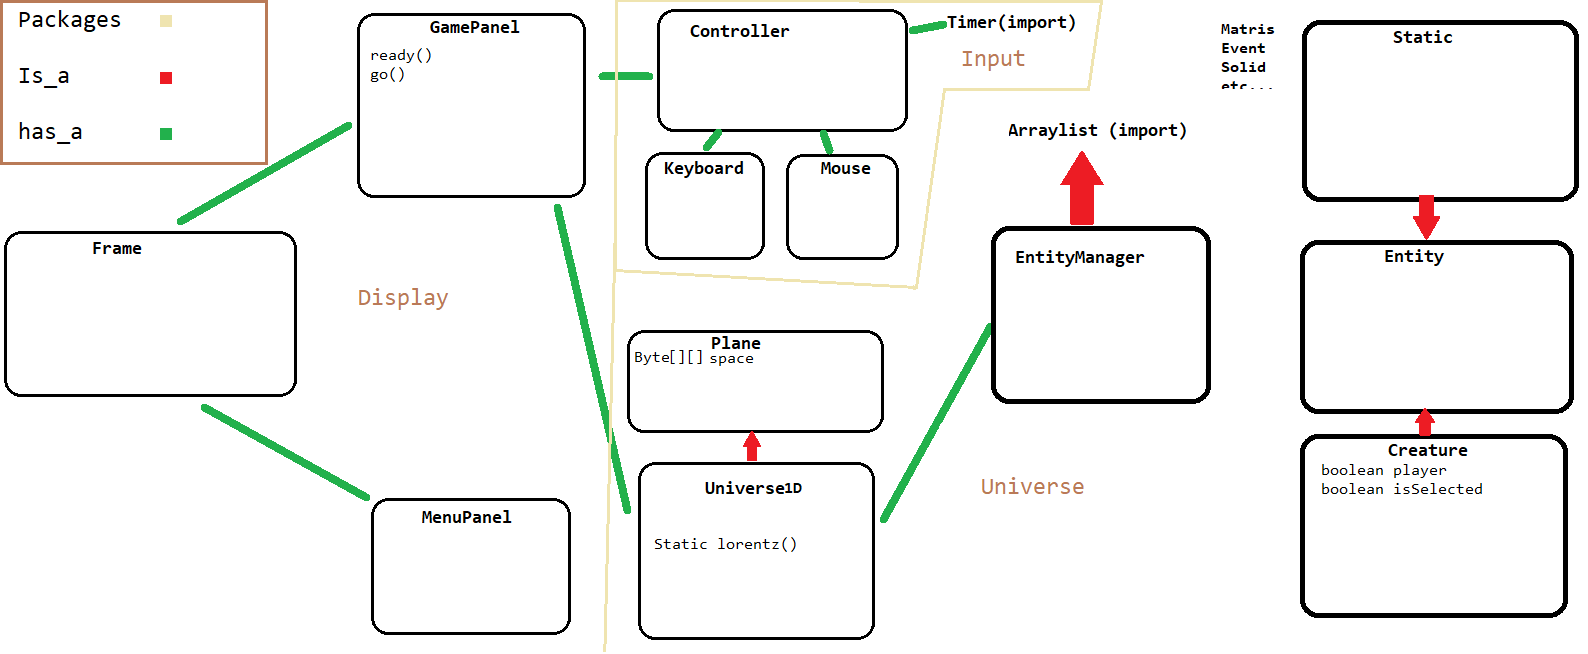 Packages
Is_a
has_a
GamePanel
ready()
go()
Controller
Timer(import)
Input
Keyboard
Mouse
Matris
Event
Solid
etc...
Static
Arraylist (import)
Frame
Display
EntityManager
Entity
Plane
Byte[][] space
Universe1D
Static lorentz()
Universe
Creature
boolean player
boolean isSelected
MenuPanel